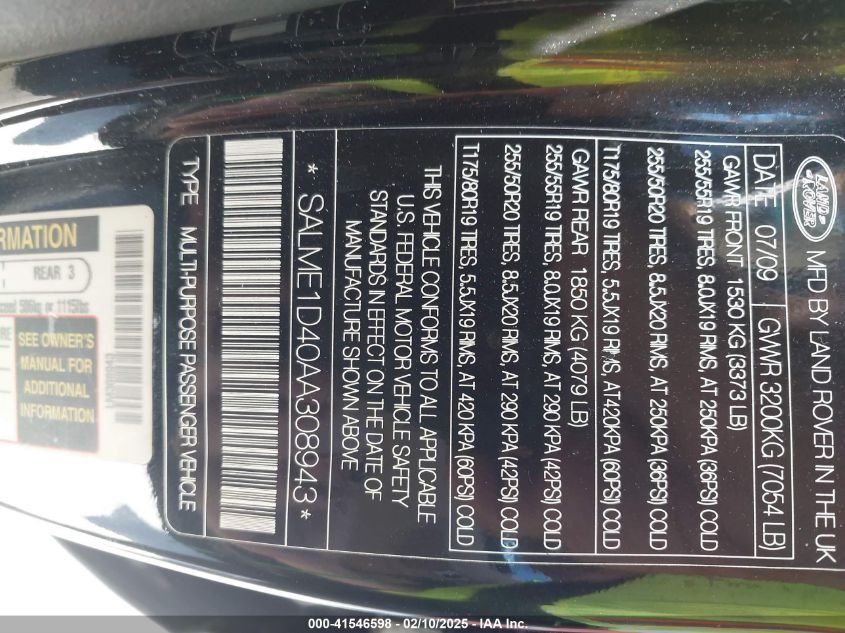 LAND
ROVER
MFD BY LAND ROVER IN THE UK
DATE 07/09 GVWR 3200KG (7054 LB)
GAWR FRONT 1530 KG (3373 LB)
255/55R19 TIRES, 8.0JX19 RIMS, AT 250KPA (36PSI) COLD
255/50R20 TIRES, 8.5JX20 RIMS, AT 250KPA (36PSI) COLD
T175/80R19 TIRES, 5.5JX19 RIMS, AT420KPA (60PSI) COLD
GAWR REAR 1850 KG (4079 LB)
255/55R19 TIRES, 8.0JX19 RIMS, AT 290 KPA (42PSI) COLD
255/50R20 TIRES, 8.5JX20 RIMS, AT 290 KPA (42PSI) COLD
T175/80R19 TIRES, 5.5JX19 RIMS, AT 420 KPA (60PSI) COLD
THIS VEHICLE CONFORMS TO ALL APPLICABLE
U.S. FEDERAL MOTOR VEHICLE SAFETY
STANDARDS IN EFFECT ON THE DATE OF
MANUFACTURE SHOWN ABOVE
* SALME1D40AA308943 *
TYPE MULTI-PURPOSE PASSENGER VEHICLE
RMATION
REAR 3
or 1115lbs
SEE OWNER'S
MANUAL FOR
ADDITIONAL
INFORMATION
000-41546598 - 02/10/2025 - IAA Inc.